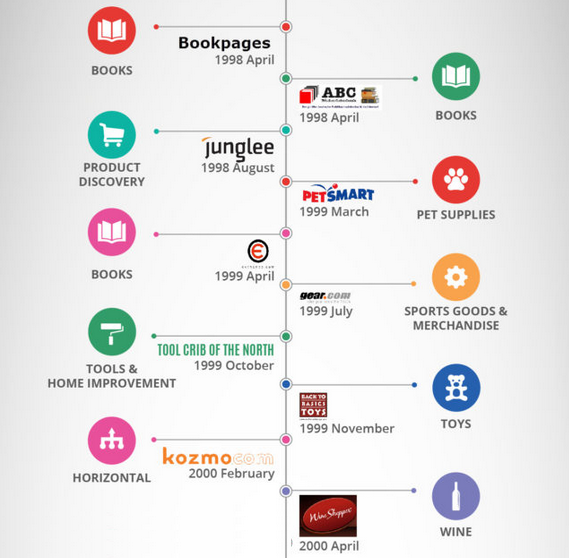 Bookpages
1998 April
BOOKS
ABC
1998 April
BOOKS
junglee
1998 August
PRODUCT
DISCOVERY
PETSMART
1999 March
PET SUPPLIES
1999 April
BOOKS
gear.com
1999 July
SPORTS GOODS &
MERCHANDISE
TOOL CRIB OF THE NORTH
1999 October
TOOLS &
HOME IMPROVEMENT
BACK TO
BASICS
TOYS
1999 November
TOYS
kozmo.com
2000 February
HORIZONTAL
WineShopper
2000 April
WINE